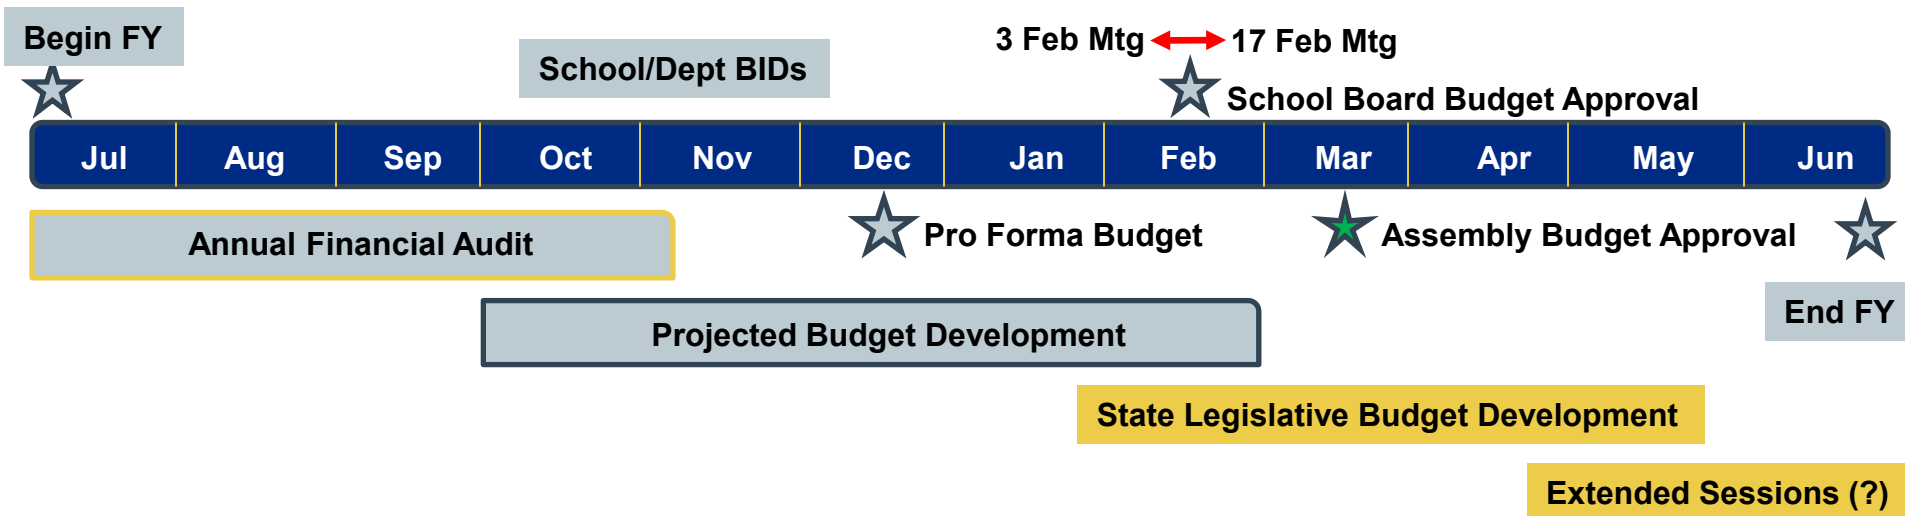 Begin FY
School/Dept BIDs
3 Feb Mtg
17 Feb Mtg
School Board Budget Approval
Jul
Aug
Sep
Oct
Nov
Dec
Jan
Feb
Mar
Apr
May
Jun
Annual Financial Audit
Pro Forma Budget
Assembly Budget Approval
End FY
Projected Budget Development
State Legislative Budget Development
Extended Sessions (?)